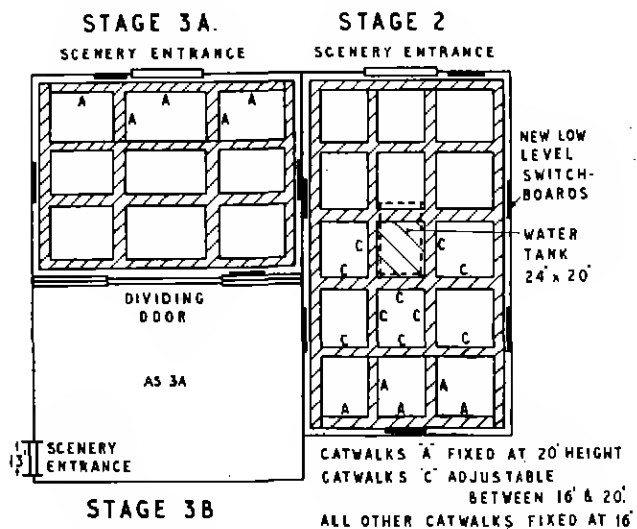 STAGE 3A.
SCENERY ENTRANCE
STAGE 2
SCENERY ENTRANCE
A A A
A A
NEW LOW
LEVEL
SWITCH-
BOARDS
WATER
TANK
24' x 20'
C C
C C
DIVIDING
DOOR
C
C C
C C
AS 3A
A A
A A A
13'
SCENERY
ENTRANCE
STAGE 3B
CATWALKS "A" FIXED AT 20' HEIGHT
CATWALKS "C" ADJUSTABLE
BETWEEN 16' & 20'.
ALL OTHER CATWALKS FIXED AT 16'